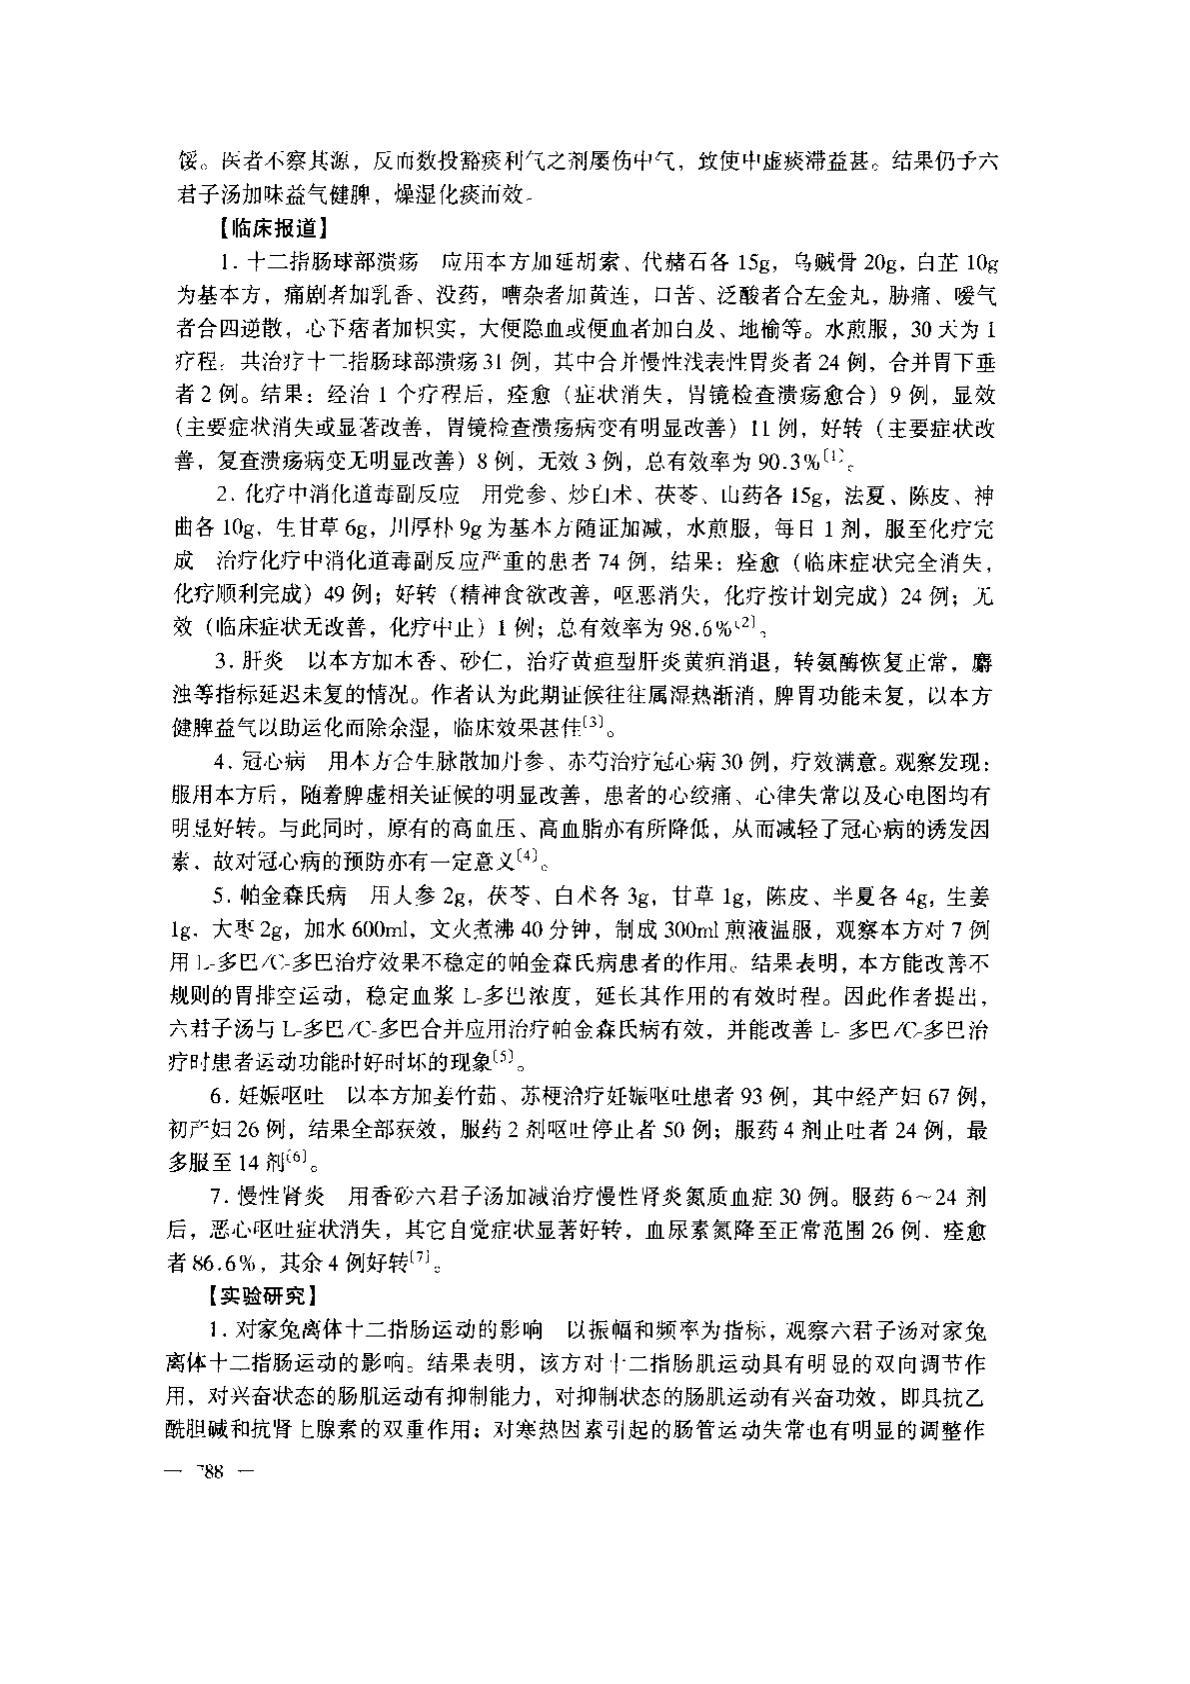 馁。医者不察其源，反而数投豁痰利气之剂屡伤中气，致使中虚痰滞益甚。结果仍予六
君子汤加味益气健脾，燥湿化痰而效。
【临床报道】
1. 十二指肠球部溃疡　应用本方加延胡索、代赭石各 15g，乌贼骨 20g，白芷 10g
为基本方，痛剧者加乳香、没药，嘈杂者加黄连，口苦、泛酸者合左金丸，胁痛、嗳气
者合四逆散，心下痞者加枳实，大便隐血或便血者加白及、地榆等。水煎服，30 天为 1
疗程。共治疗十二指肠球部溃疡 31 例，其中合并慢性浅表性胃炎者 24 例，合并胃下垂
者 2 例。结果：经治 1 个疗程后，痊愈（症状消失，胃镜检查溃疡愈合）9 例，显效
（主要症状消失或显著改善，胃镜检查溃疡病变有明显改善）11 例，好转（主要症状改
善，复查溃疡病变无明显改善）8 例，无效 3 例，总有效率为 90.3%〔1〕。
2. 化疗中消化道毒副反应　用党参、炒白术、茯苓、山药各 15g，法夏、陈皮、神
曲各 10g，生甘草 6g，川厚朴 9g 为基本方随证加减，水煎服，每日 1 剂，服至化疗完
成　治疗化疗中消化道毒副反应严重的患者 74 例，结果：痊愈（临床症状完全消失，
化疗顺利完成）49 例；好转（精神食欲改善，呕恶消失，化疗按计划完成）24 例；无
效（临床症状无改善，化疗中止）1 例；总有效率为 98.6%〔2〕。
3. 肝炎　以本方加木香、砂仁，治疗黄疸型肝炎黄疸消退，转氨酶恢复正常，麝
浊等指标延迟未复的情况。作者认为此期证候往往属湿热渐消，脾胃功能未复，以本方
健脾益气以助运化而除余湿，临床效果甚佳〔3〕。
4. 冠心病　用本方合生脉散加丹参、赤芍治疗冠心病 30 例，疗效满意。观察发现：
服用本方后，随着脾虚相关证候的明显改善，患者的心绞痛、心律失常以及心电图均有
明显好转。与此同时，原有的高血压、高血脂亦有所降低，从而减轻了冠心病的诱发因
素，故对冠心病的预防亦有一定意义〔4〕。
5. 帕金森氏病　用人参 2g，茯苓、白术各 3g，甘草 1g，陈皮、半夏各 4g，生姜
1g，大枣 2g，加水 600ml，文火煮沸 40 分钟，制成 300ml 煎液温服，观察本方对 7 例
用 L-多巴/C-多巴治疗效果不稳定的帕金森氏病患者的作用。结果表明，本方能改善不
规则的胃排空运动，稳定血浆 L-多巴浓度，延长其作用的有效时程。因此作者提出，
六君子汤与 L-多巴/C-多巴合并应用治疗帕金森氏病有效，并能改善 L- 多巴/C-多巴治
疗时患者运动功能时好时坏的现象〔5〕。
6. 妊娠呕吐　以本方加姜竹茹、苏梗治疗妊娠呕吐患者 93 例，其中经产妇 67 例，
初产妇 26 例，结果全部获效，服药 2 剂呕吐停止者 50 例；服药 4 剂止吐者 24 例，最
多服至 14 剂〔6〕。
7. 慢性肾炎　用香砂六君子汤加减治疗慢性肾炎氮质血症 30 例。服药 6～24 剂
后，恶心呕吐症状消失，其它自觉症状显著好转，血尿素氮降至正常范围 26 例．痊愈
者 86.6%，其余 4 例好转〔7〕。
【实验研究】
1. 对家兔离体十二指肠运动的影响　以振幅和频率为指标，观察六君子汤对家兔
离体十二指肠运动的影响。结果表明，该方对十二指肠肌运动具有明显的双向调节作
用，对兴奋状态的肠肌运动有抑制能力，对抑制状态的肠肌运动有兴奋功效，即具抗乙
酰胆碱和抗肾上腺素的双重作用；对寒热因素引起的肠管运动失常也有明显的调整作
— 788 —